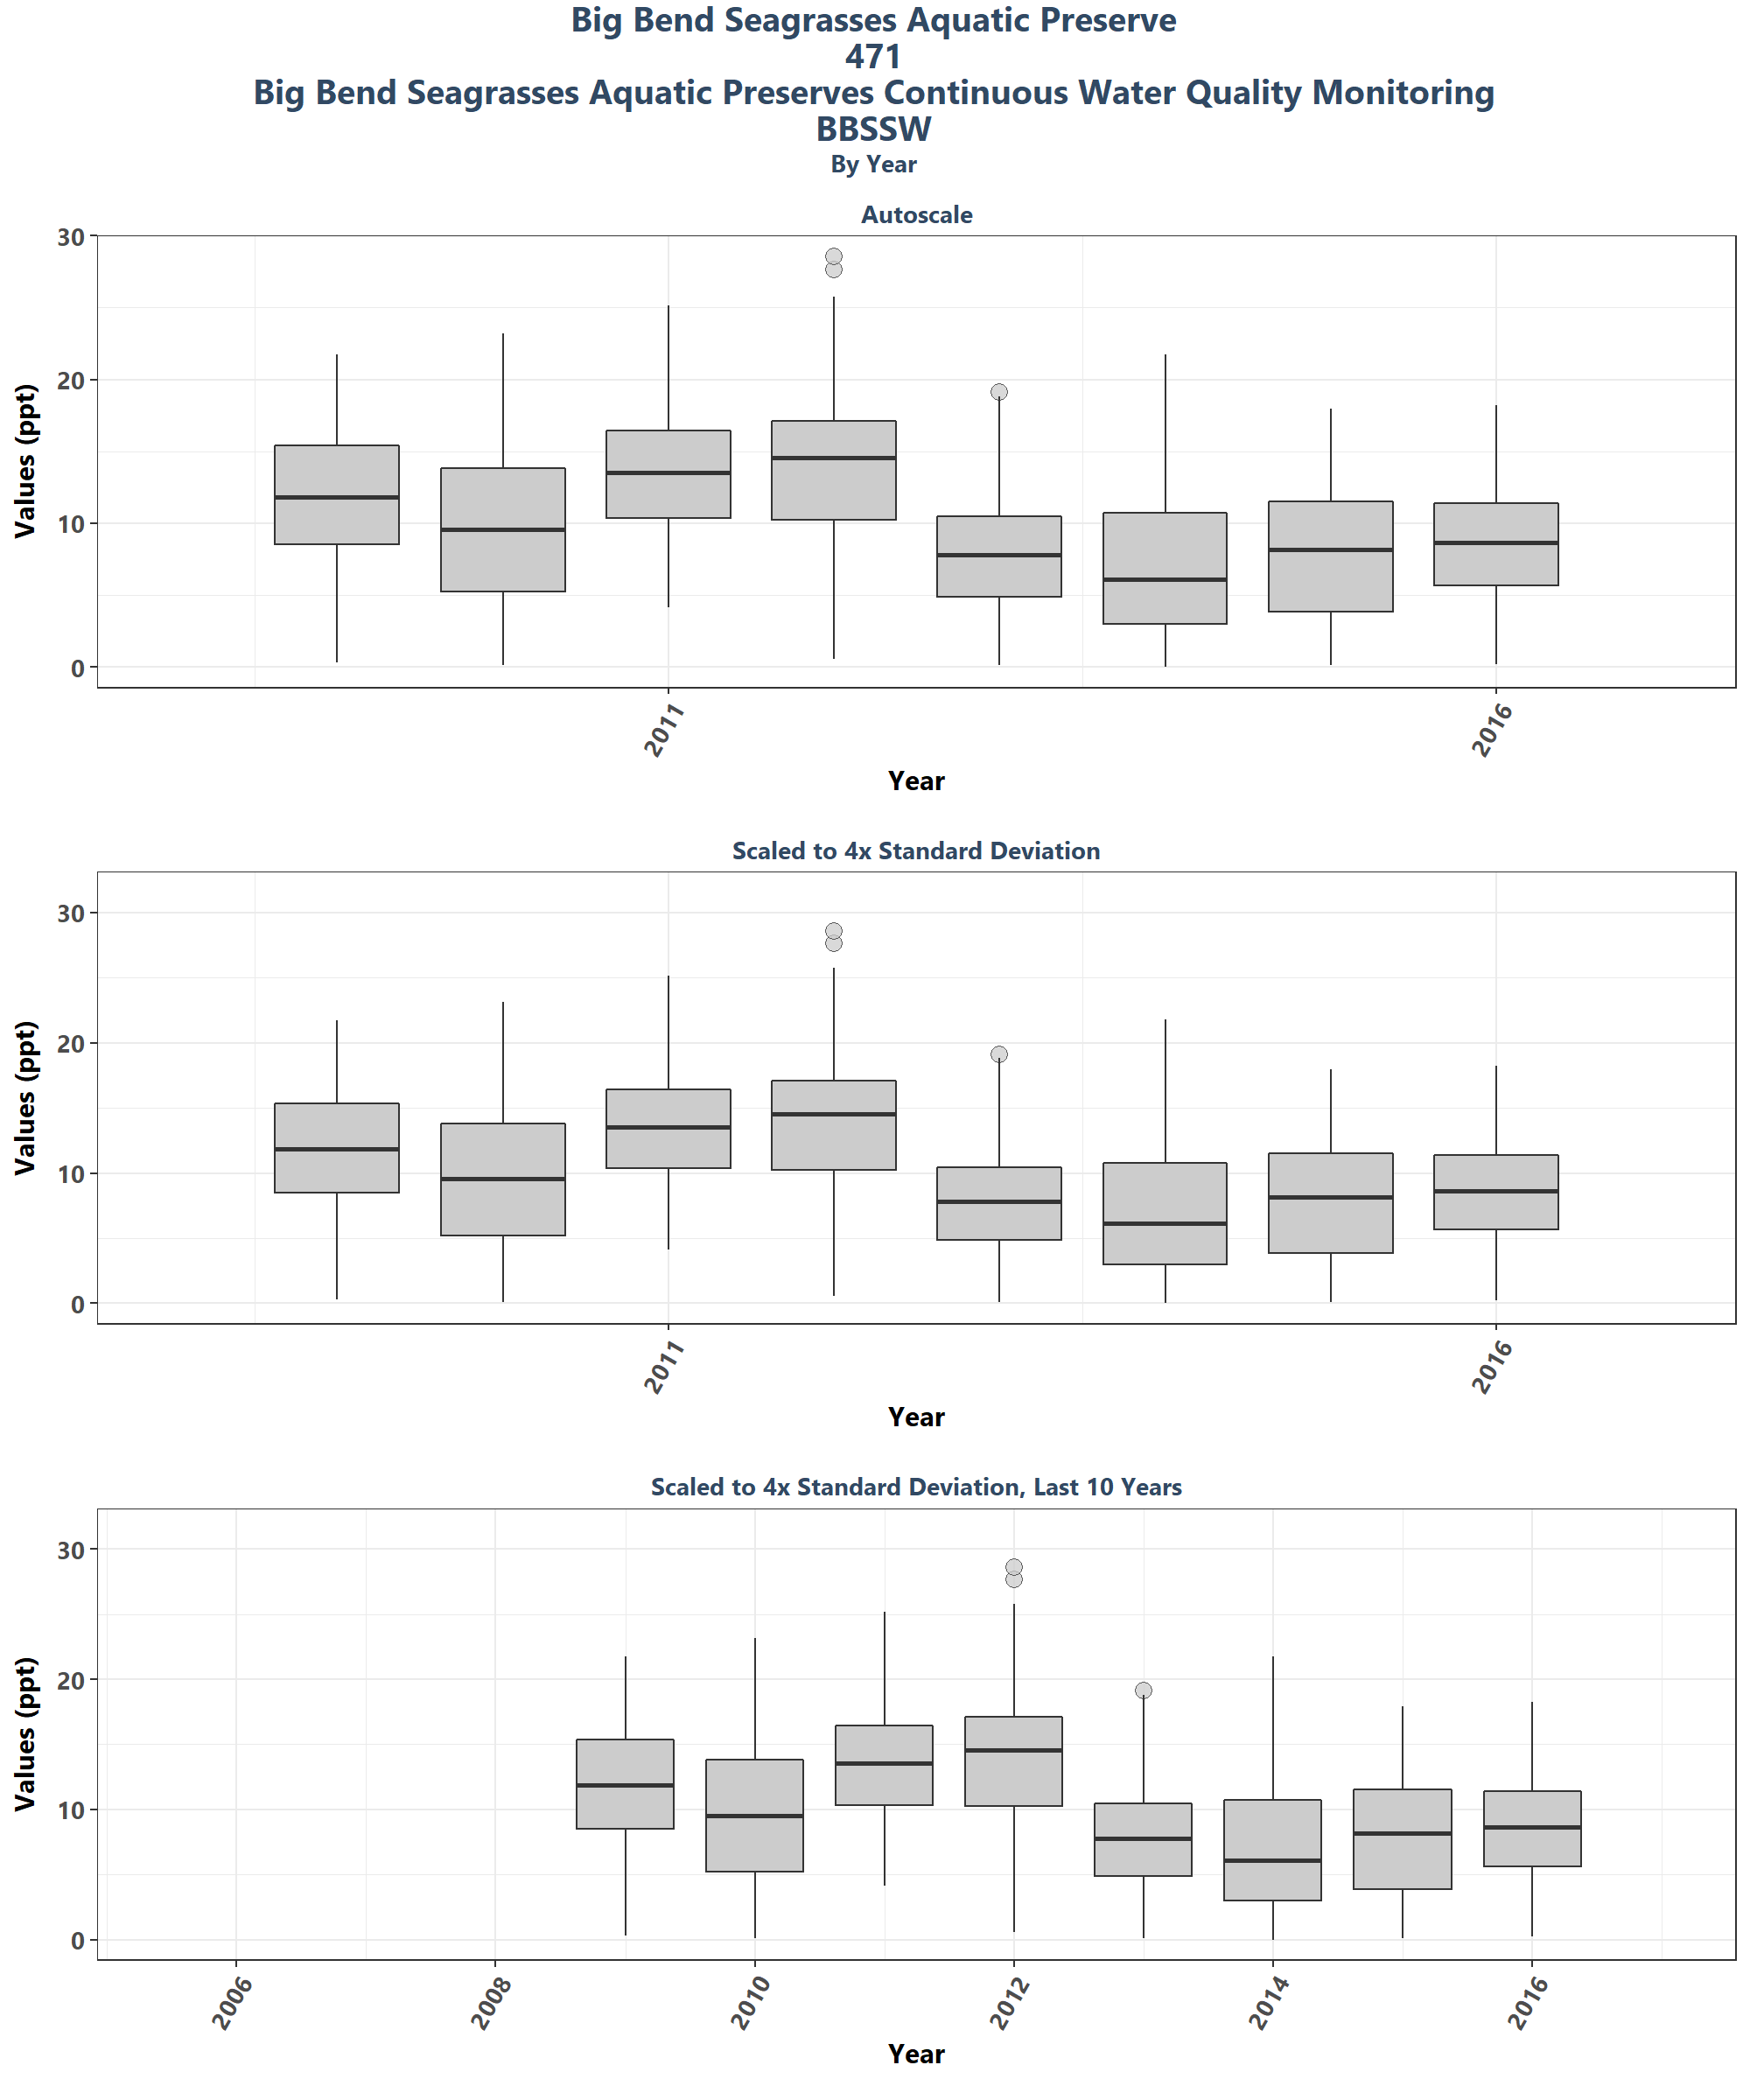 Big Bend Seagrasses Aquatic Preserve
471
Big Bend Seagrasses Aquatic Preserves Continuous Water Quality Monitoring
BBSSW
By Year
Autoscale
Values (ppt)
30
20
10
0
2011
2016
Year
Scaled to 4x Standard Deviation
Values (ppt)
30
20
10
0
2011
2016
Year
Scaled to 4x Standard Deviation, Last 10 Years
Values (ppt)
30
20
10
0
2006
2008
2010
2012
2014
2016
Year